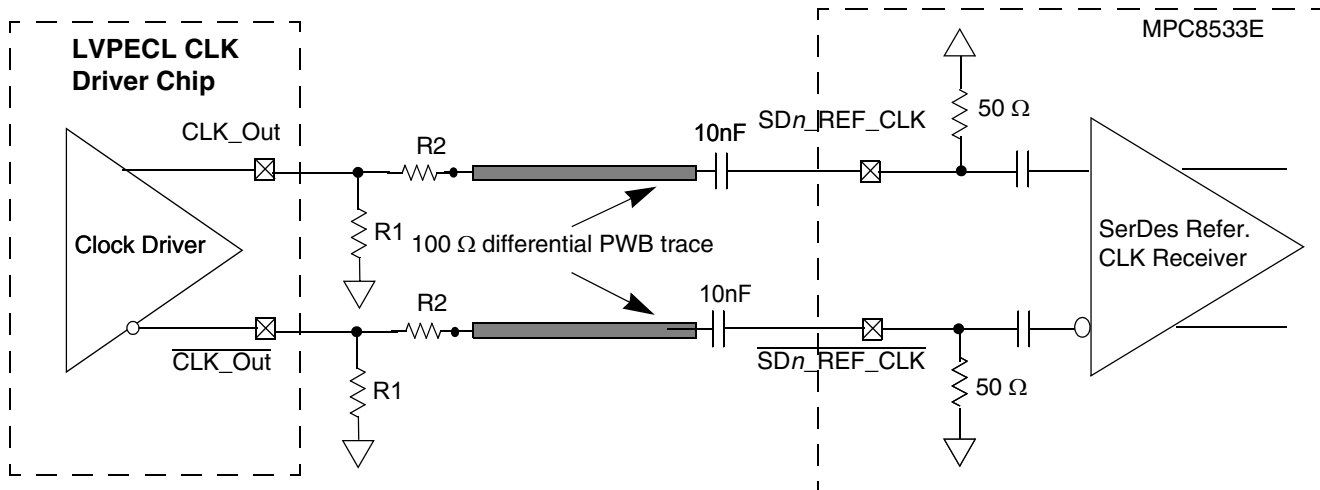 LVPECL CLK
Driver Chip
MPC8533E
CLK_Out
R2
10nF
SDn_REF_CLK
50 Ω
Clock Driver
R1
100 Ω differential PWB trace
SerDes Refer.
CLK Receiver
R2
10nF
CLK_Out
SDn_REF_CLK
R1
50 Ω